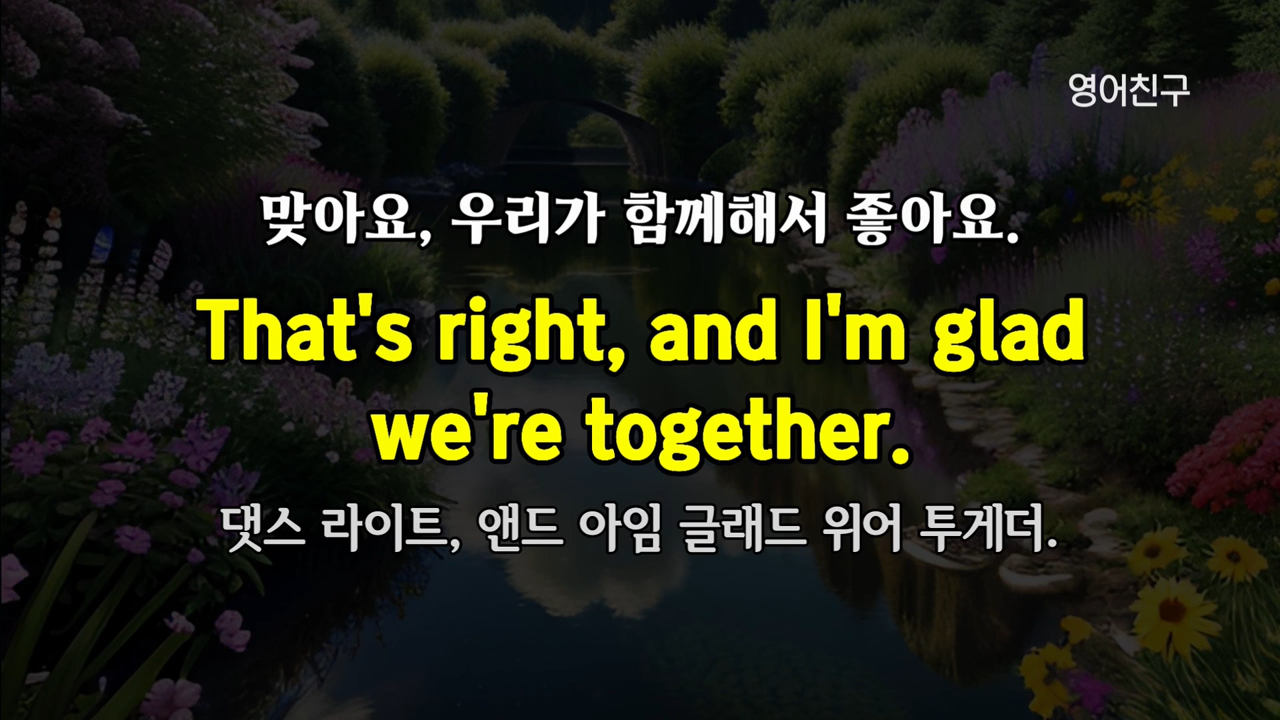 영어친구
맞아요, 우리가 함께해서 좋아요.
That's right, and I'm glad
we're together.
댓스 라이트, 앤드 아임 글래드 위어 투게더.